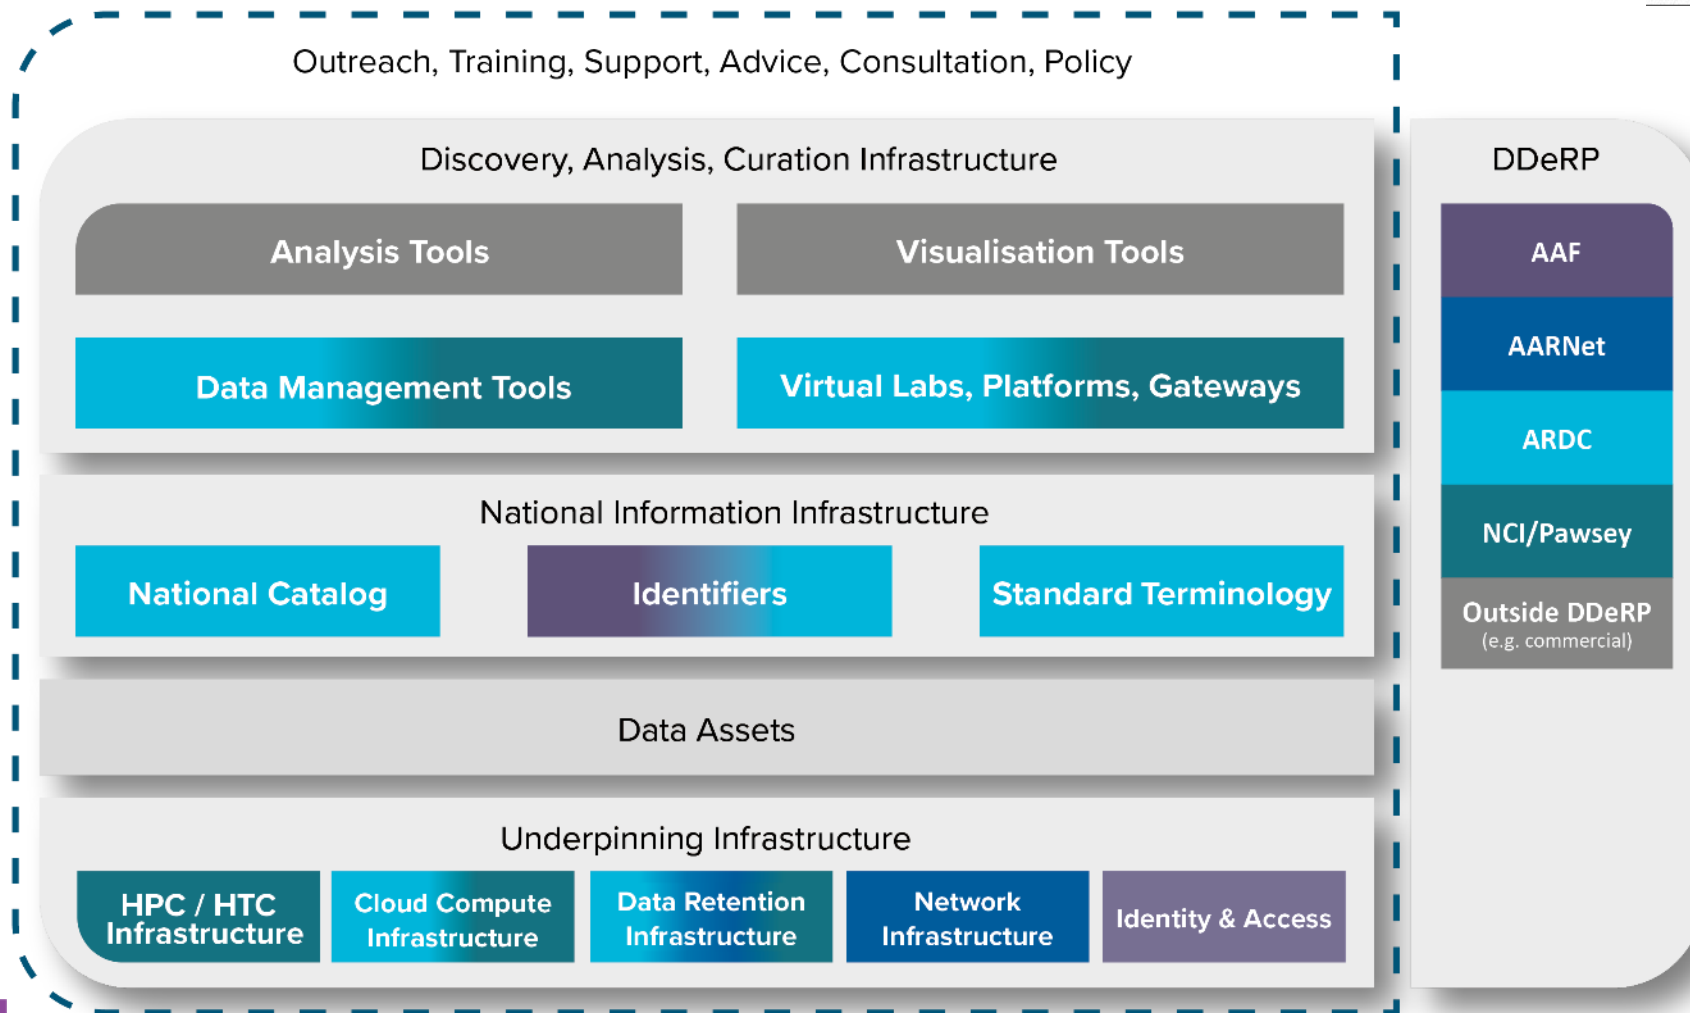 Outreach, Training, Support, Advice, Consultation, Policy
Discovery, Analysis, Curation Infrastructure
Analysis Tools
Visualisation Tools
Data Management Tools
Virtual Labs, Platforms, Gateways
National Information Infrastructure
National Catalog
Identifiers
Standard Terminology
Data Assets
Underpinning Infrastructure
HPC / HTC
Infrastructure
Cloud Compute
Infrastructure
Data Retention
Infrastructure
Network
Infrastructure
Identity & Access
DDeRP
AAF
AARNet
ARDC
NCI/Pawsey
Outside DDeRP
(e.g. commercial)